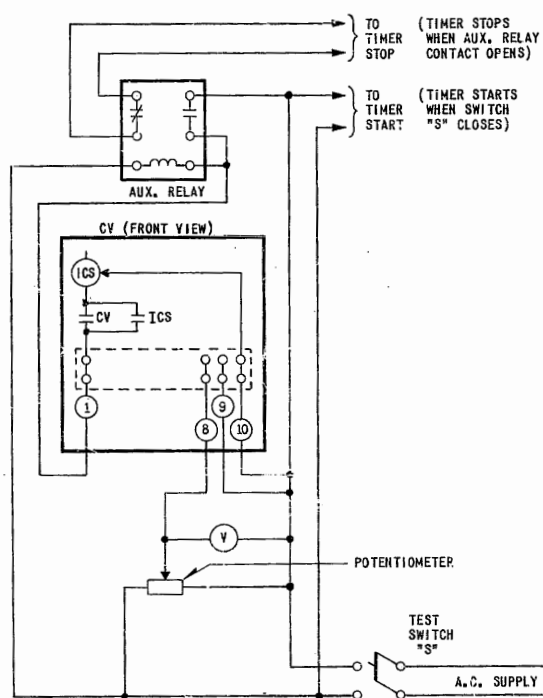 TO (TIMER STOPS
TIMER WHEN AUX. RELAY
STOP CONTACT OPENS)
TO (TIMER STARTS
TIMER WHEN SWITCH
START "S" CLOSES)
AUX. RELAY
CV (FRONT VIEW)
ICS
CV ICS
1
9
8 10
V
POTENTIOMETER
TEST
SWITCH
"S"
A.C. SUPPLY